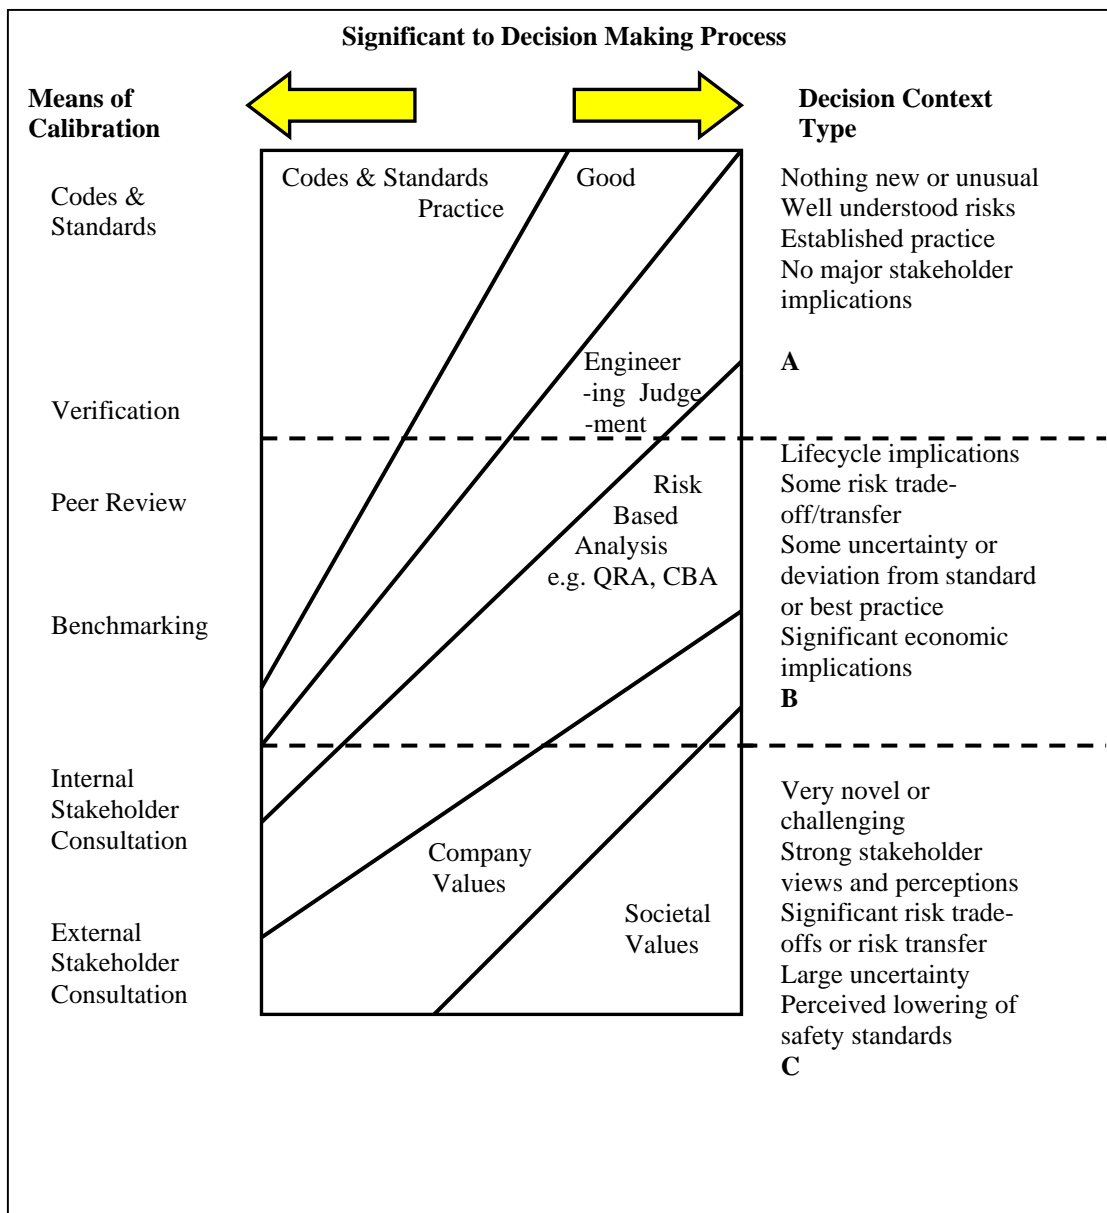 Significant to Decision Making Process
Means of
Calibration
Decision Context
Type
Codes &
Standards
Verification
Peer Review
Benchmarking
Internal
Stakeholder
Consultation
External
Stakeholder
Consultation
Codes & Standards
Practice
Good
Engineer
-ing Judge
-ment
Risk
Based
Analysis
e.g. QRA, CBA
Company
Values
Societal
Values
Nothing new or unusual
Well understood risks
Established practice
No major stakeholder
implications
A
Lifecycle implications
Some risk trade-
off/transfer
Some uncertainty or
deviation from standard
or best practice
Significant economic
implications
B
Very novel or
challenging
Strong stakeholder
views and perceptions
Significant risk trade-
offs or risk transfer
Large uncertainty
Perceived lowering of
safety standards
C